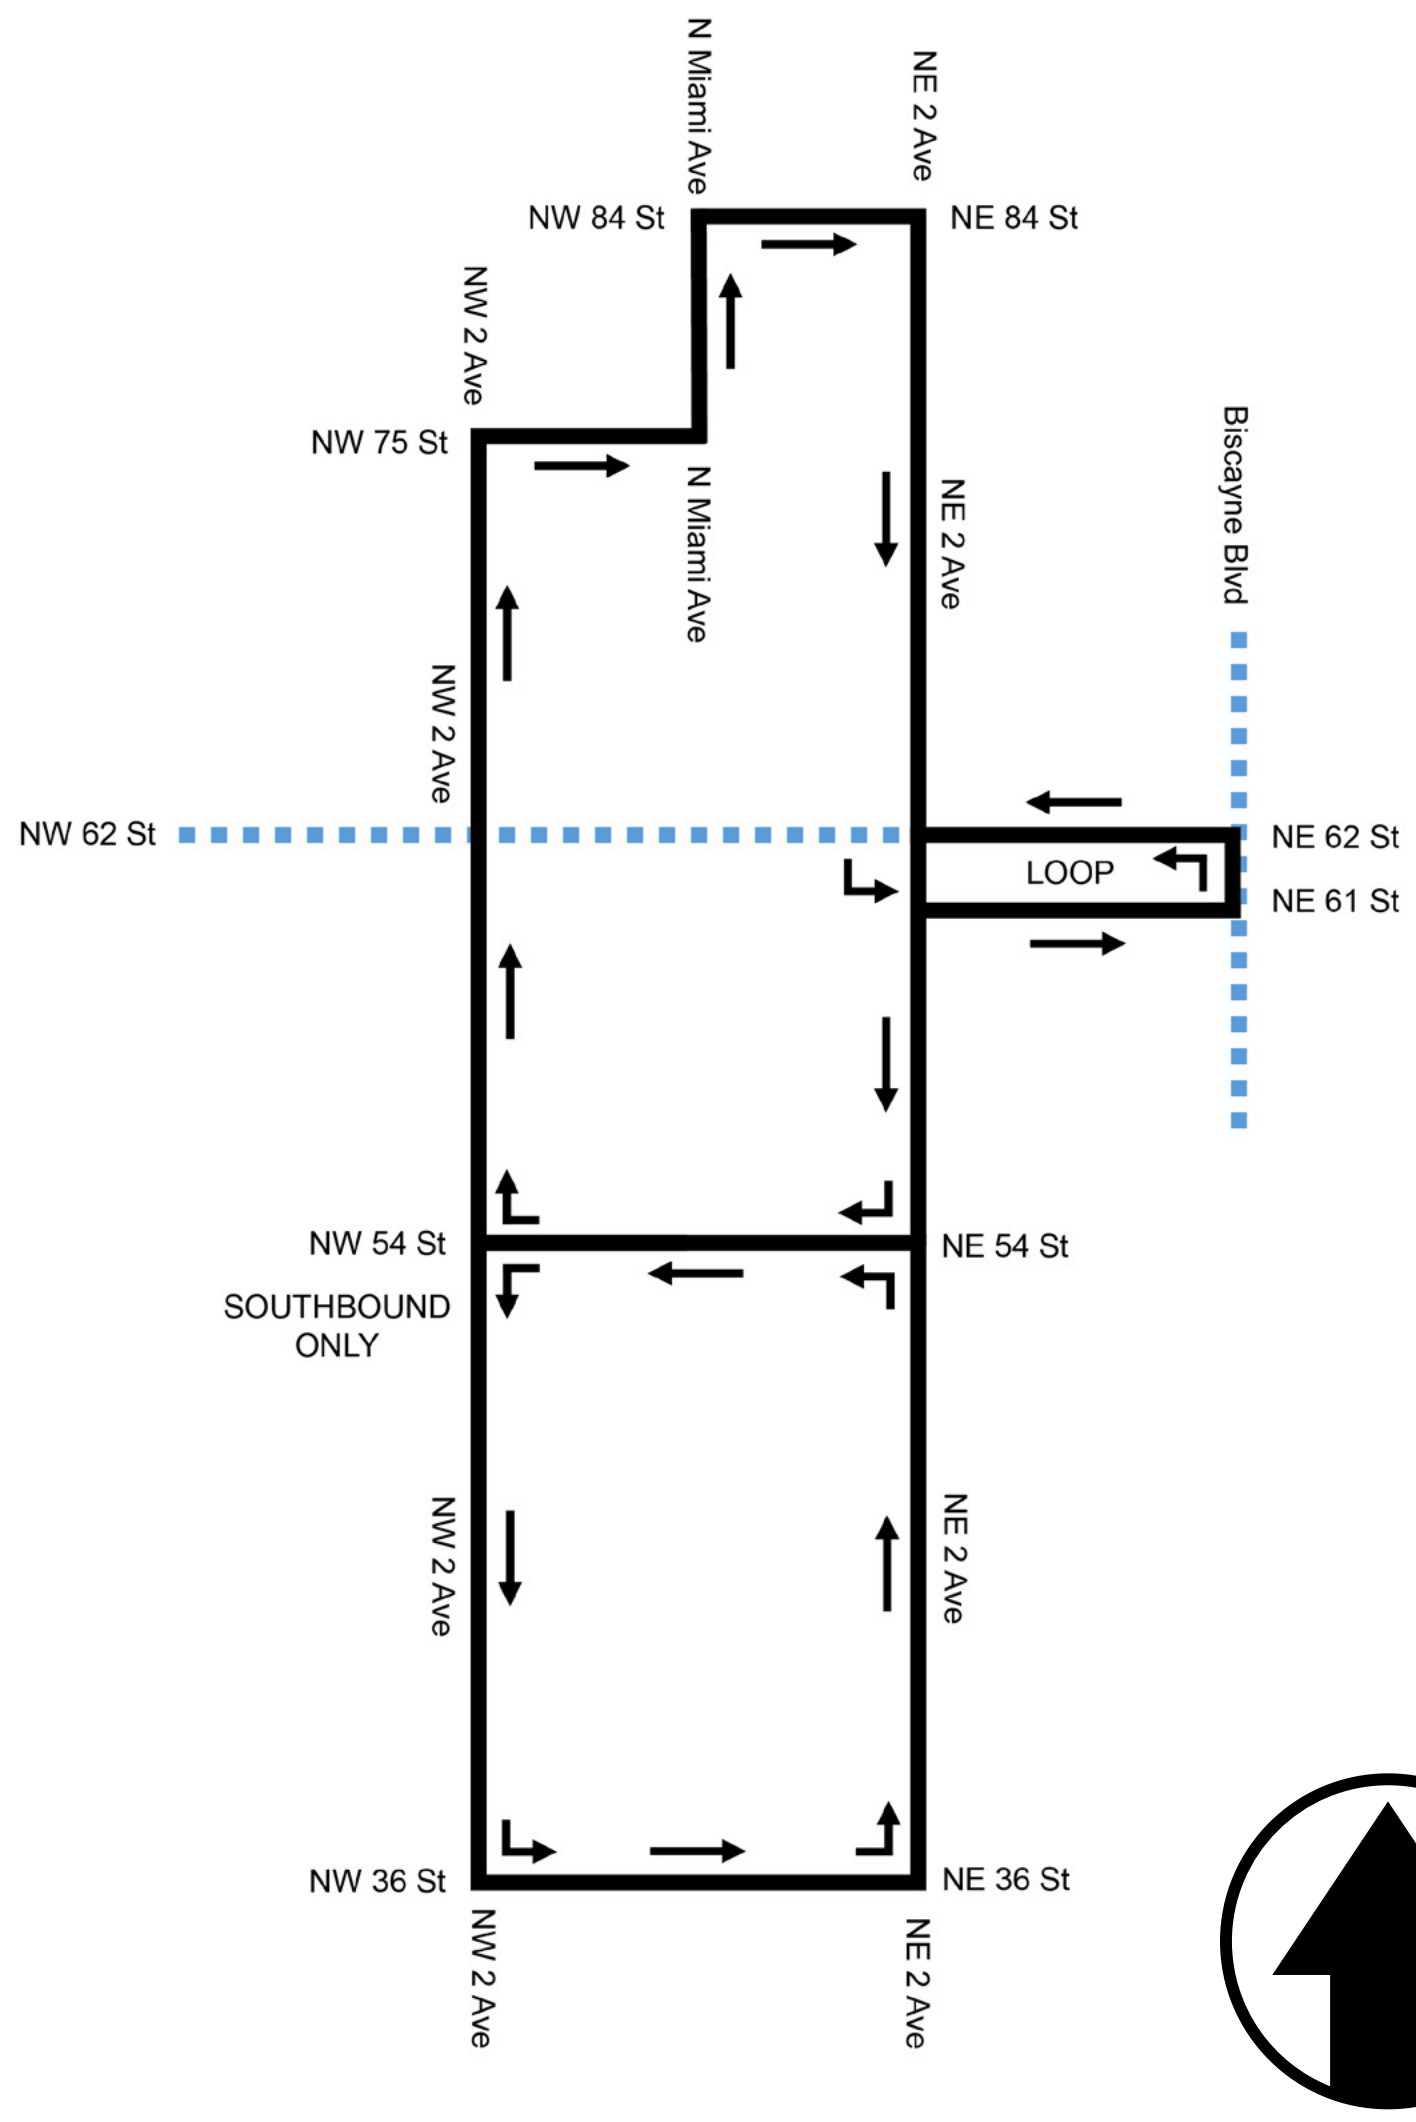 N Miami Ave
NE 2 Ave
NW 84 St
NE 84 St
NW 2 Ave
NW 75 St
N Miami Ave
NE 2 Ave
Biscayne Blvd
NW 2 Ave
NW 62 St
NE 62 St
LOOP
NE 61 St
NW 54 St
NE 54 St
SOUTHBOUND
ONLY
NW 2 Ave
NE 2 Ave
NW 36 St
NE 36 St
NW 2 Ave
NE 2 Ave